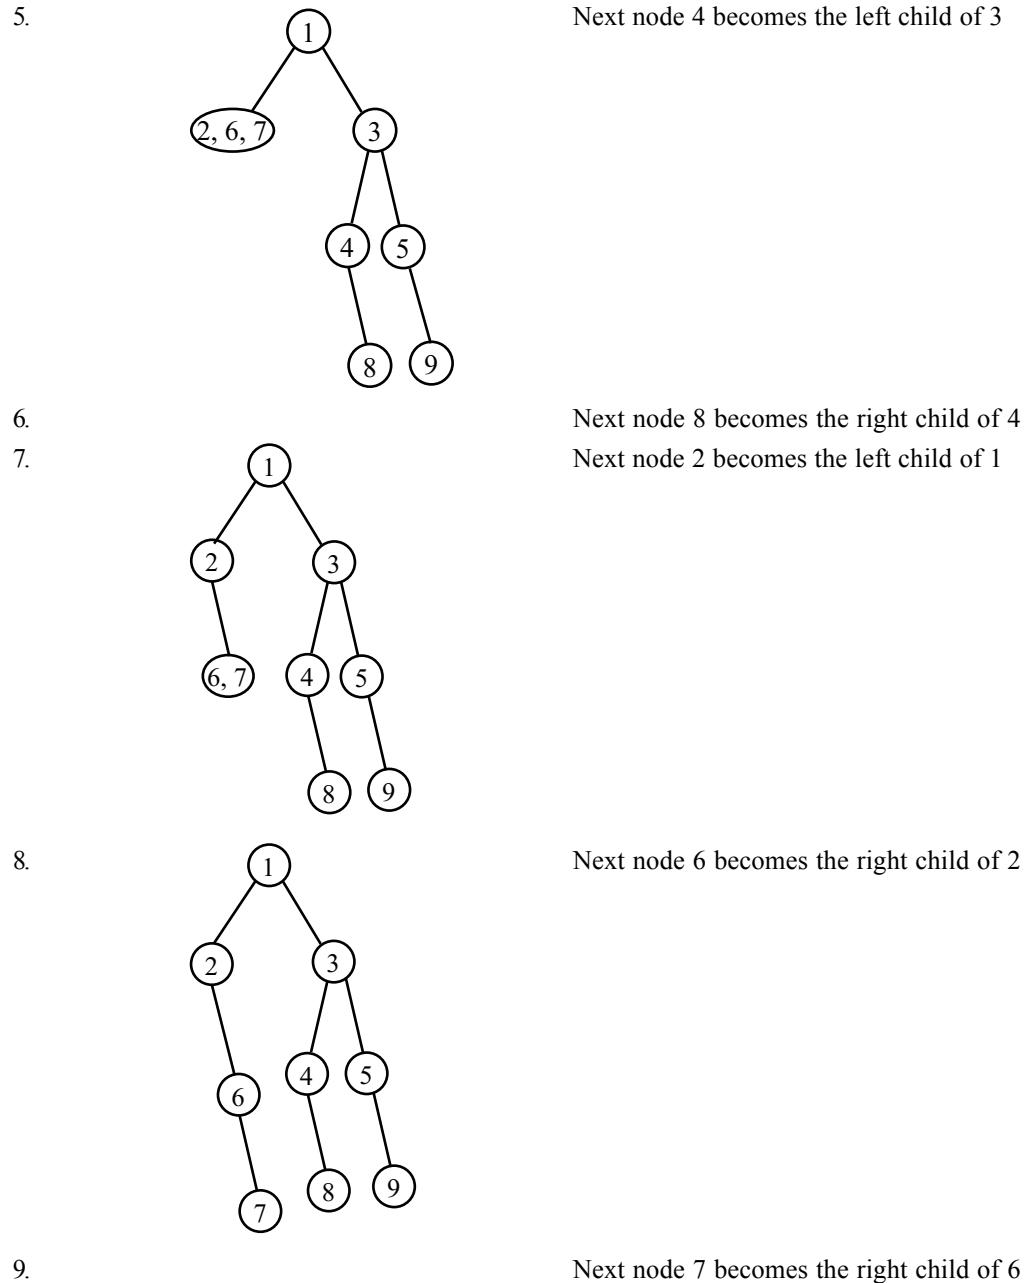 5. Next node 4 becomes the left child of 3
1
2, 6, 7 3
4 5
8 9
6. Next node 8 becomes the right child of 4
7. Next node 2 becomes the left child of 1
1
2 3
6, 7 4 5
8 9
8. Next node 6 becomes the right child of 2
1
2 3
6 4 5
7 8 9
9. Next node 7 becomes the right child of 6